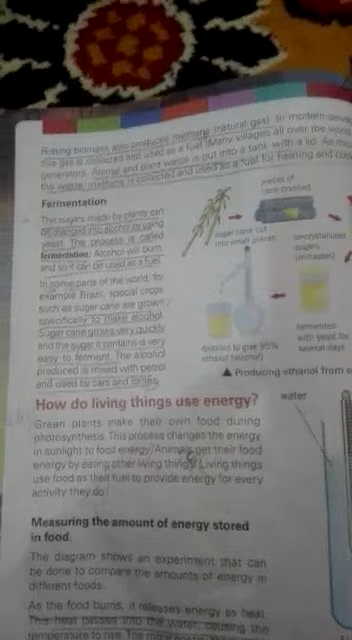 Rotting biomass also produces methane (natural gas). In modern
this gas is collected and used as a fuel. Many villages all over the world
generators. Animal and plant waste is put into a tank with a lid. As
the waste, methane is collected and used as a fuel for heating and
Fermentation
The sugars made by plants can
be changed into alcohol using
yeast. The process is called
fermentation. Alcohol will burn
and so it can be used as a fuel.
In some parts of the world, for
example Brazil, special crops
such as sugar cane are grown
specifically to make alcohol.
Sugar cane grows very quickly
and the sugar it contains is very
easy to ferment. The alcohol
produced is mixed with petrol
and used by cars and lorries.
pieces of
cane crushed
sugar cane cut
into small pieces
uncrystallized
sugars
(molasses)
fermented
with yeast for
several days
distilled to give 95%
ethanol (alcohol)
▲ Producing ethanol from
How do living things use energy?
Green plants make their own food during
photosynthesis. This process changes the energy
in sunlight to food energy. Animals get their food
energy by eating other living things. Living things
use food as their fuel to provide energy for every
activity they do.
water
Measuring the amount of energy stored
in food
The diagram shows an experiment that can
be done to compare the amounts of energy in
different foods.
As the food burns, it releases energy as heat.
This heat passes into the water, causing the
temperature to rise. The more